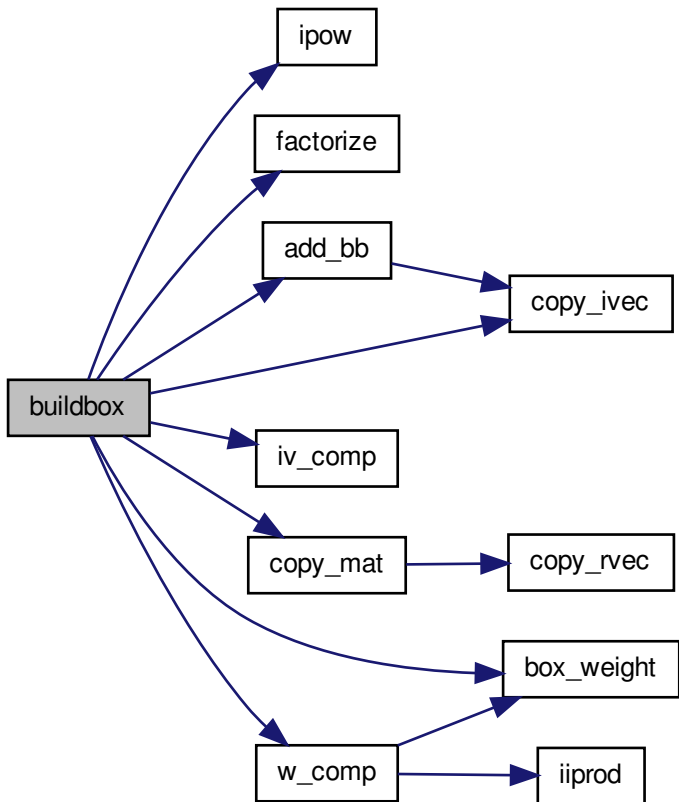 ipow
factorize
add_bb
copy_ivec
buildbox
iv_comp
copy_mat
copy_rvec
box_weight
w_comp
iiprod